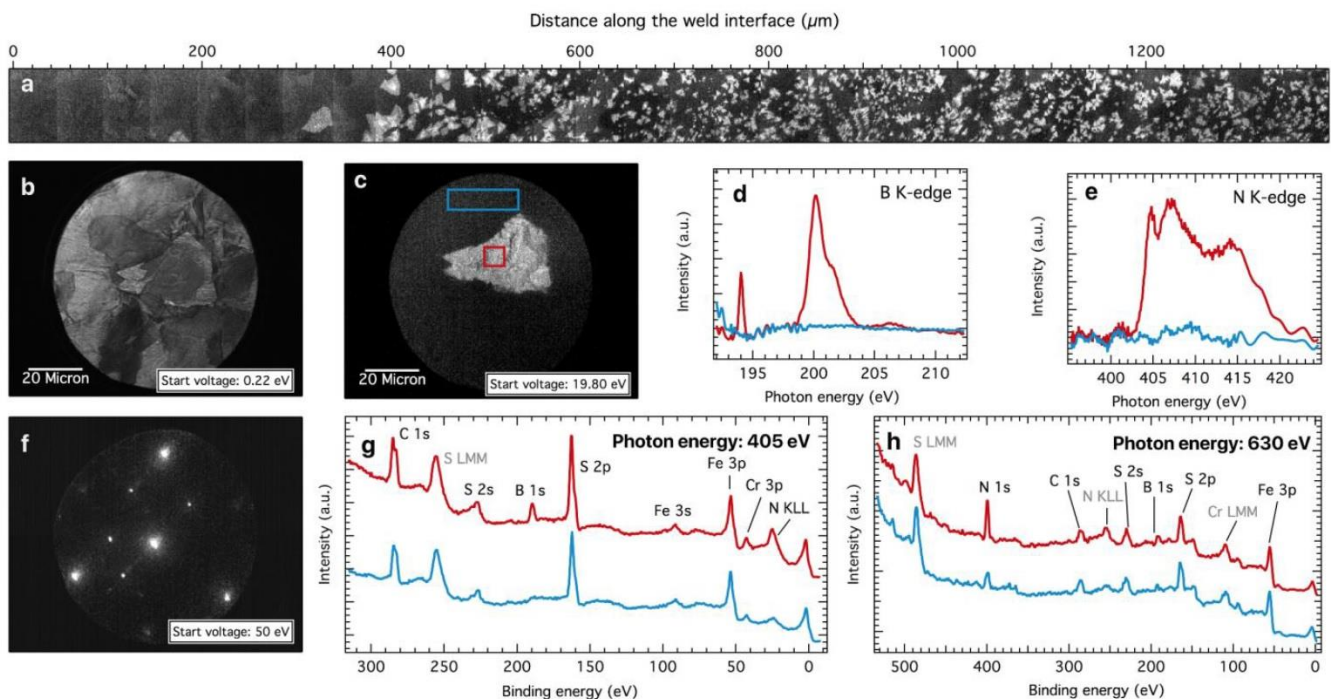 Distance along the weld interface (μm)
0 200 400 600 800 1000 1200
a
b
20 Micron
Start voltage: 0.22 eV
c
20 Micron
Start voltage: 19.80 eV
d B K-edge
Intensity (a.u.)
195 200 205 210
Photon energy (eV)
e N K-edge
Intensity (a.u.)
400 405 410 415 420
Photon energy (eV)
f
Start voltage: 50 eV
g Photon energy: 405 eV
C 1s
S LMM
S 2s
B 1s
S 2p
Fe 3s
Fe 3p
Cr 3p
N KLL
Intensity (a.u.)
300 250 200 150 100 50 0
Binding energy (eV)
h Photon energy: 630 eV
S LMM
N 1s
C 1s
N KLL
S 2s
B 1s
S 2p
Cr LMM
Fe 3p
Intensity (a.u.)
500 400 300 200 100 0
Binding energy (eV)